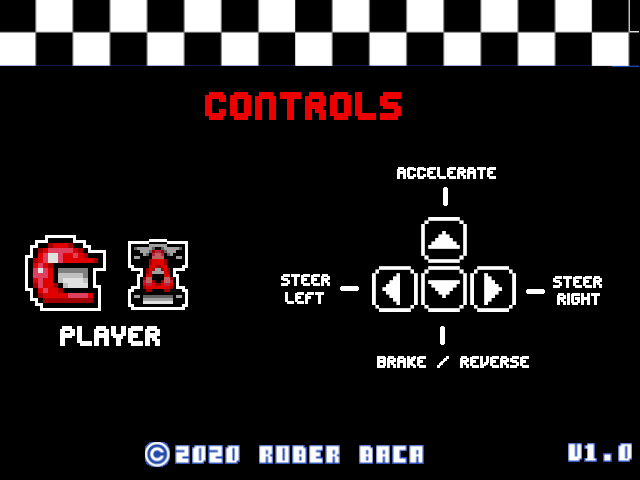 CONTROLS
ACCELERATE
STEER
LEFT
STEER
RIGHT
PLAYER
BRAKE / REVERSE
©2020 ROBER BACA
V1.0